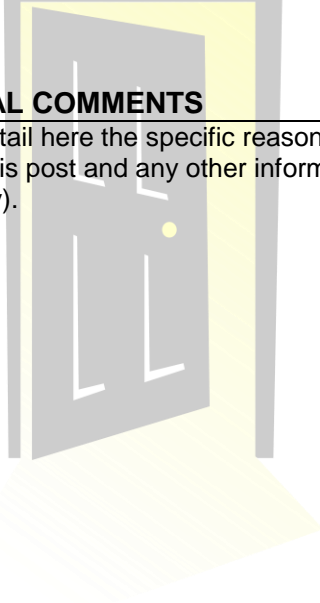 AL COMMENTS
tail here the specific reason
is post and any other inform
).